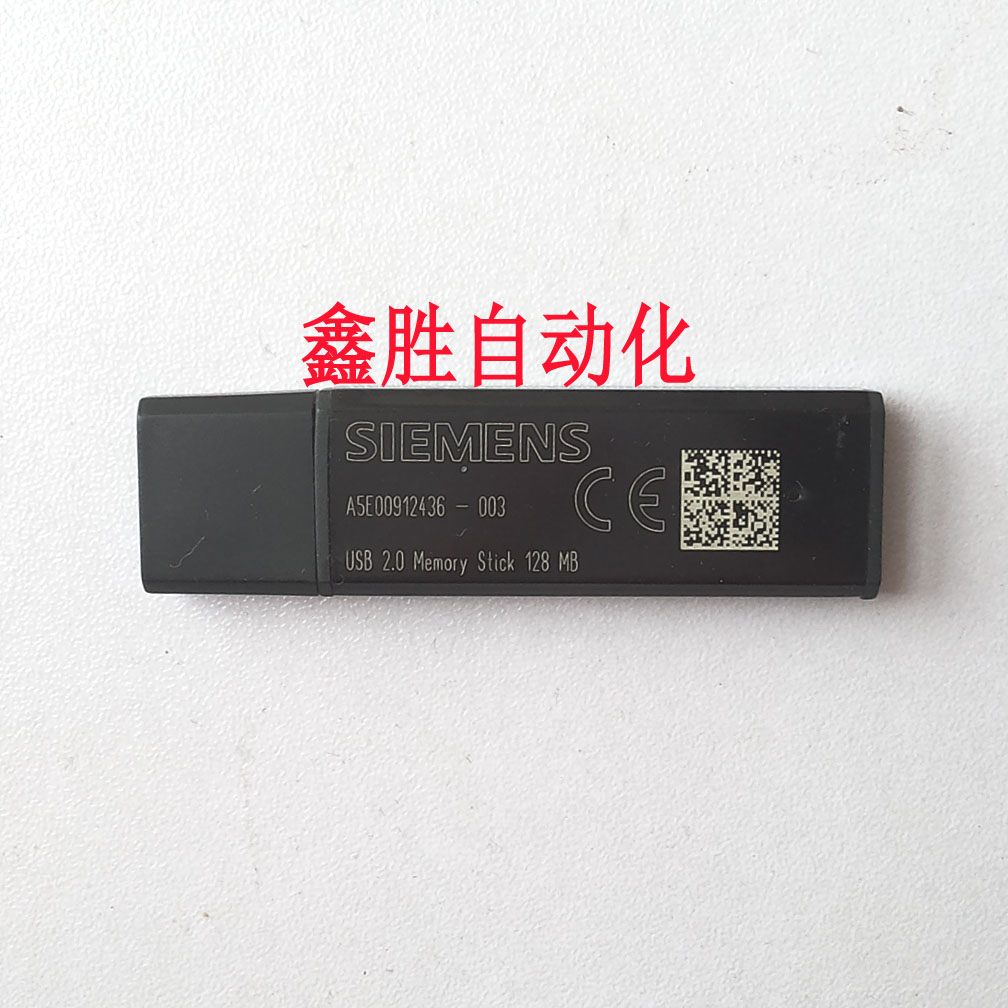 鑫胜自动化
SIEMENS
A5E00912436 - 003
CE
USB 2.0 Memory Stick 128 MB